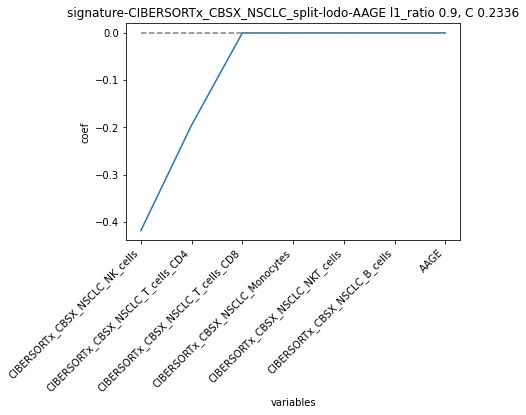 signature-CIBERSORTx_CBSX_NSCLC_split-lodo-AAGE l1_ratio 0.9, C 0.2336
0.0
−0.1
−0.2
−0.3
−0.4
coef
CIBERSORTx_CBSX_NSCLC_NK_cells
CIBERSORTx_CBSX_NSCLC_T_cells_CD4
CIBERSORTx_CBSX_NSCLC_T_cells_CD8
CIBERSORTx_CBSX_NSCLC_Monocytes
CIBERSORTx_CBSX_NSCLC_NKT_cells
CIBERSORTx_CBSX_NSCLC_B_cells
AAGE
variables